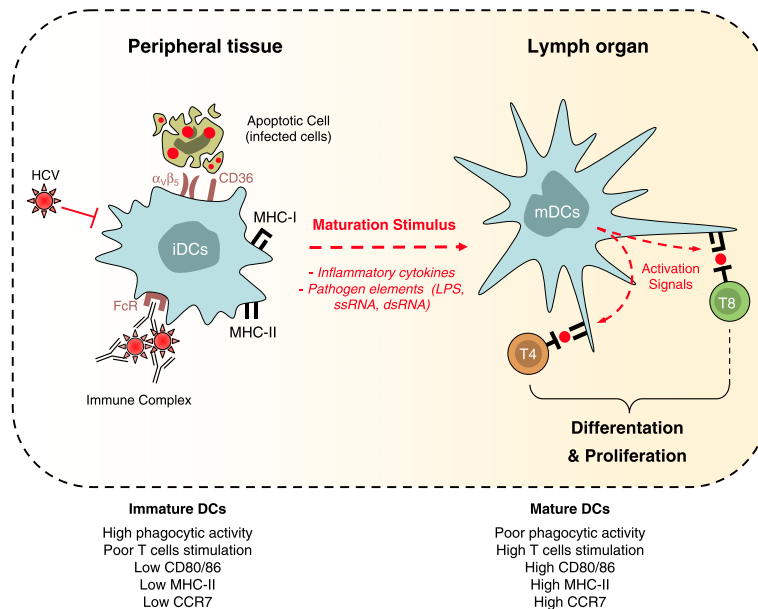 Peripheral tissue
Lymph organ
Apoptotic Cell
(infected cells)
HCV
αVβ5
CD36
MHC-I
iDCs
Maturation Stimulus
- Inflammatory cytokines
- Pathogen elements (LPS,
ssRNA, dsRNA)
mDCs
Activation
Signals
FcR
MHC-II
T8
T4
Immune Complex
Differentation
& Proliferation
Immature DCs
High phagocytic activity
Poor T cells stimulation
Low CD80/86
Low MHC-II
Low CCR7
Mature DCs
Poor phagocytic activity
High T cells stimulation
High CD80/86
High MHC-II
High CCR7